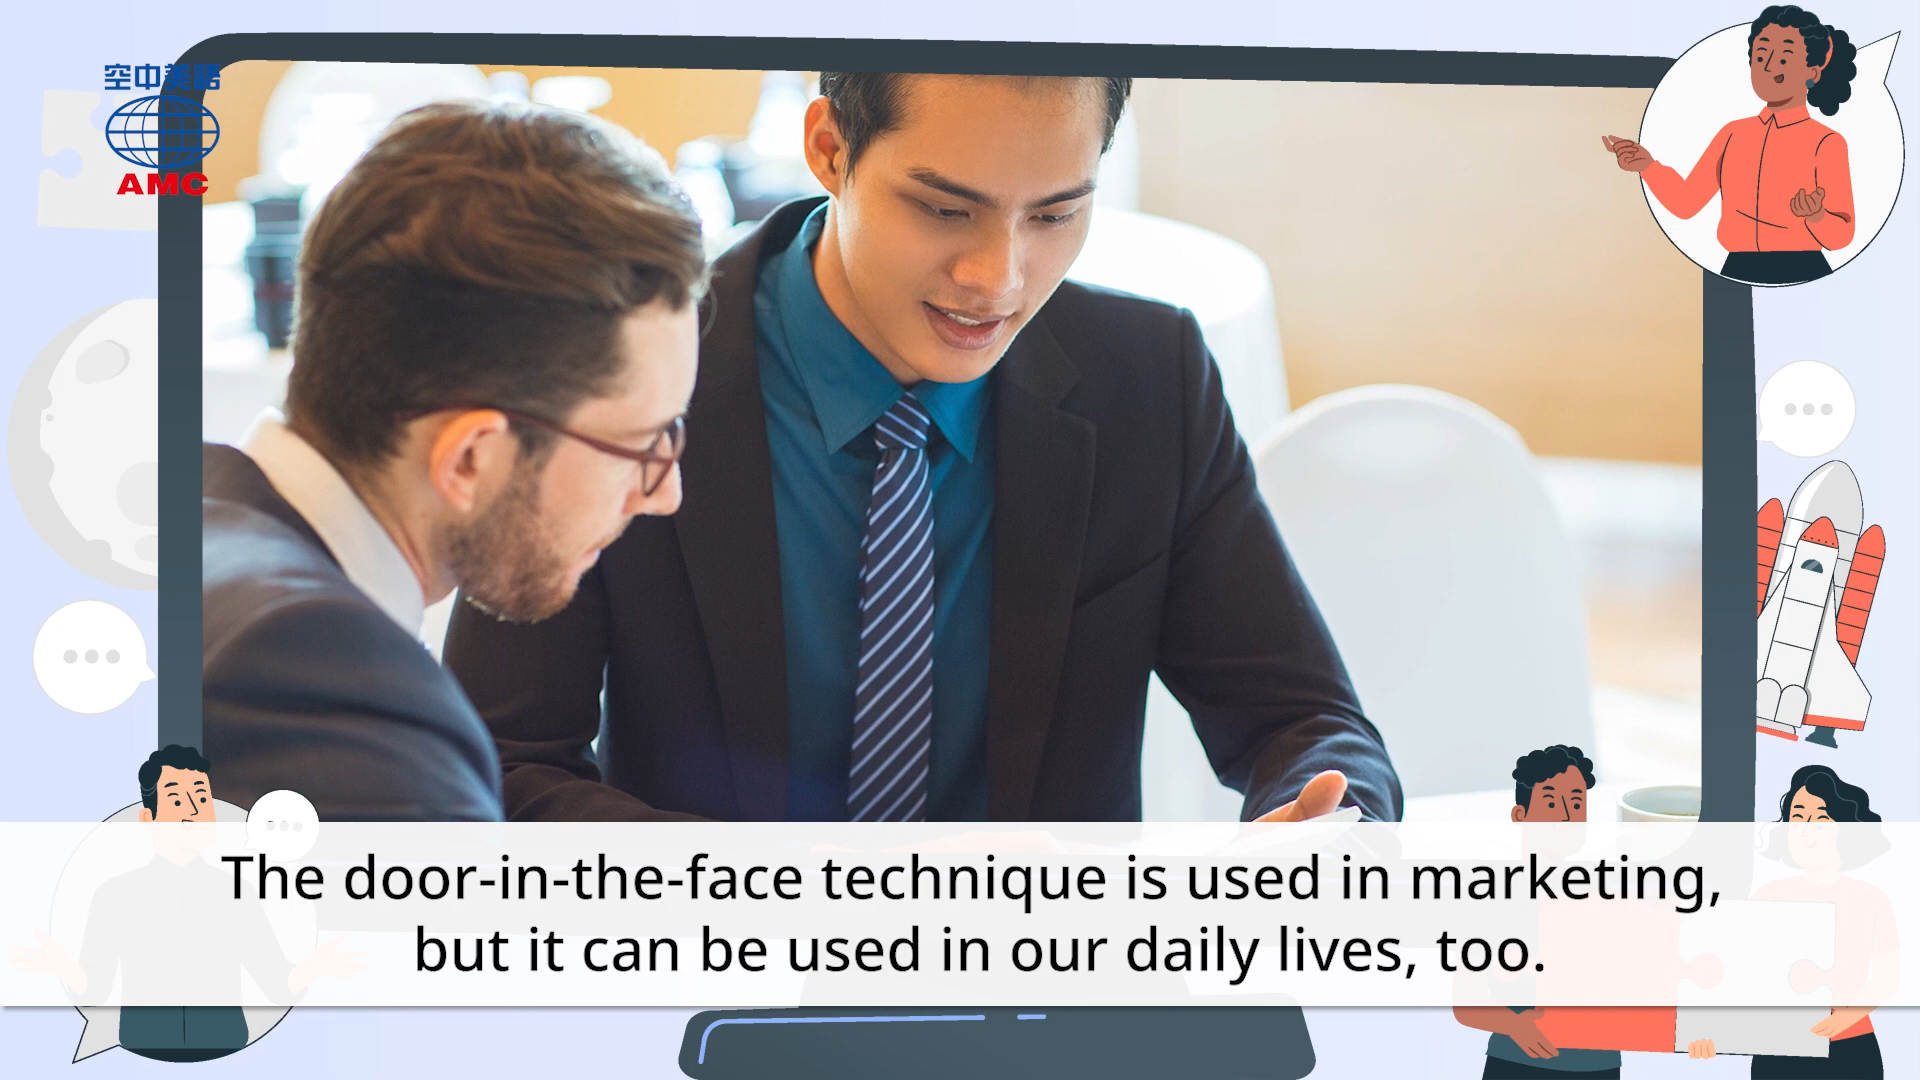 空中美語
AMC
The door-in-the-face technique is used in marketing,
but it can be used in our daily lives, too.